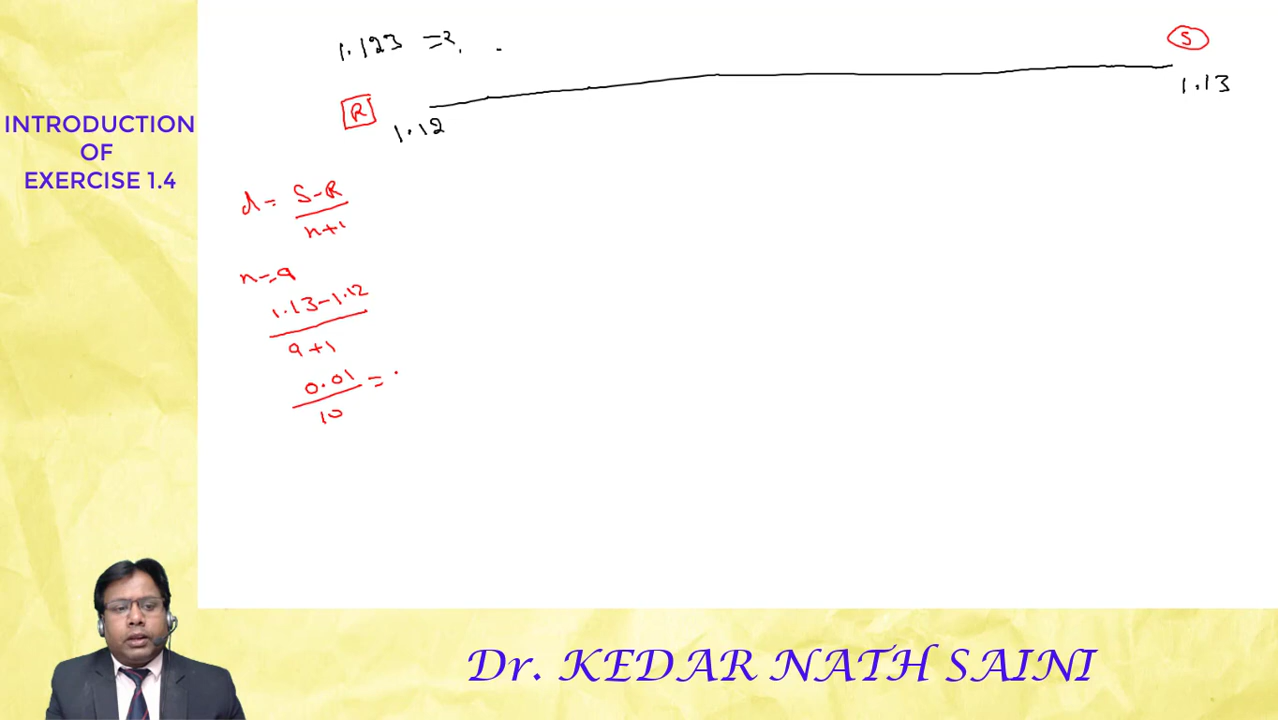 INTRODUCTION
OF
EXERCISE 1.4
1.123 = ?
S
1.13
R
1.12
d = S-R
n+1
n=9
1.13-1.12
9+1
0.01 =
10
Dr. KEDAR NATH SAINI